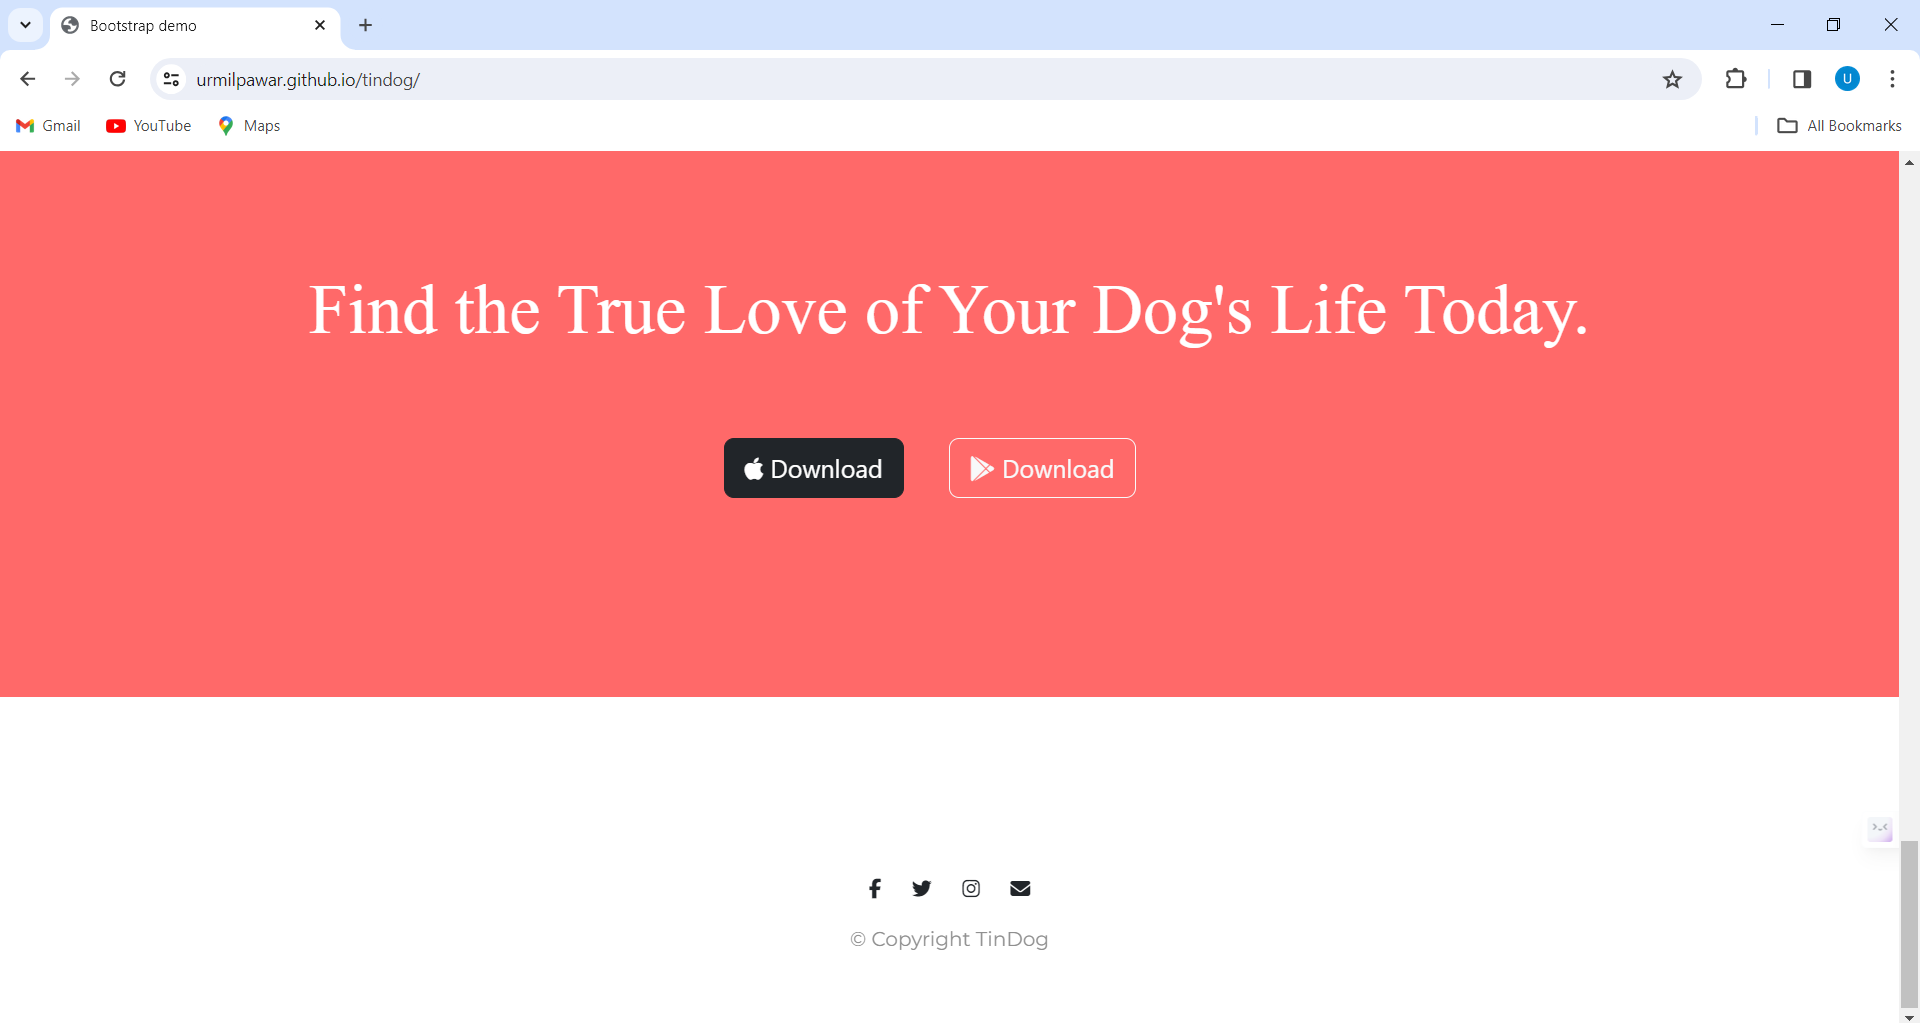 Bootstrap demo
urmilpawar.github.io/tindog/
U
Gmail YouTube Maps All Bookmarks
Find the True Love of Your Dog's Life Today.
Download Download
© Copyright TinDog